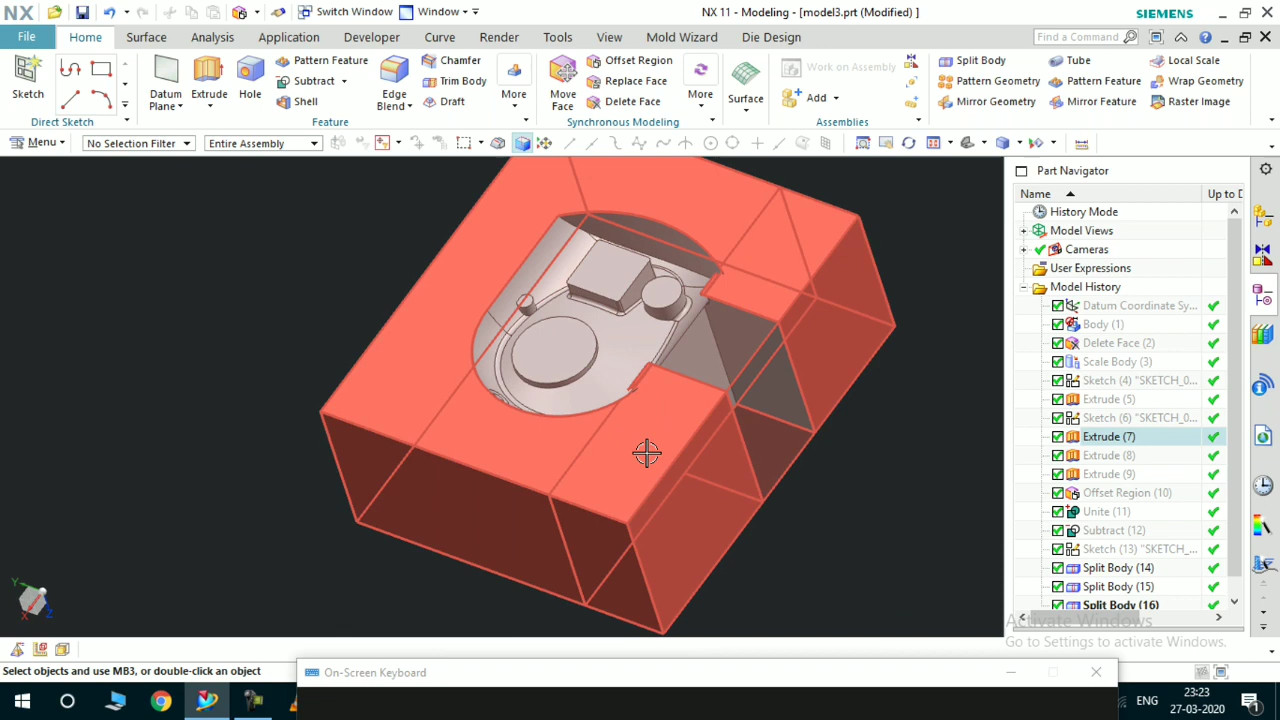 NX
Switch Window
Window
NX 11 - Modeling - [model3.prt (Modified) ]
SIEMENS
File
Home
Surface
Analysis
Application
Developer
Curve
Render
Tools
View
Mold Wizard
Die Design
Find a Command
Sketch
Direct Sketch
Datum
Plane
Extrude
Hole
Pattern Feature
Subtract
Shell
Edge
Blend
Chamfer
Trim Body
Draft
More
Feature
Move
Face
Offset Region
Replace Face
Delete Face
More
Synchronous Modeling
Surface
Work on Assembly
Add
Assemblies
Split Body
Pattern Geometry
Mirror Geometry
Tube
Pattern Feature
Mirror Feature
Local Scale
Wrap Geometry
Raster Image
Menu
No Selection Filter
Entire Assembly
Part Navigator
Name
Up to D
History Mode
Model Views
Cameras
User Expressions
Model History
Datum Coordinate Sy...
Body (1)
Delete Face (2)
Scale Body (3)
Sketch (4) "SKETCH_0...
Extrude (5)
Sketch (6) "SKETCH_0...
Extrude (7)
Extrude (8)
Extrude (9)
Offset Region (10)
Unite (11)
Subtract (12)
Sketch (13) "SKETCH_...
Split Body (14)
Split Body (15)
Split Body (16)
Activate Windows
Go to Settings to activate Windows.
Y
X
Z
Select objects and use MB3, or double-click an object
On-Screen Keyboard
ENG
23:23
27-03-2020
1